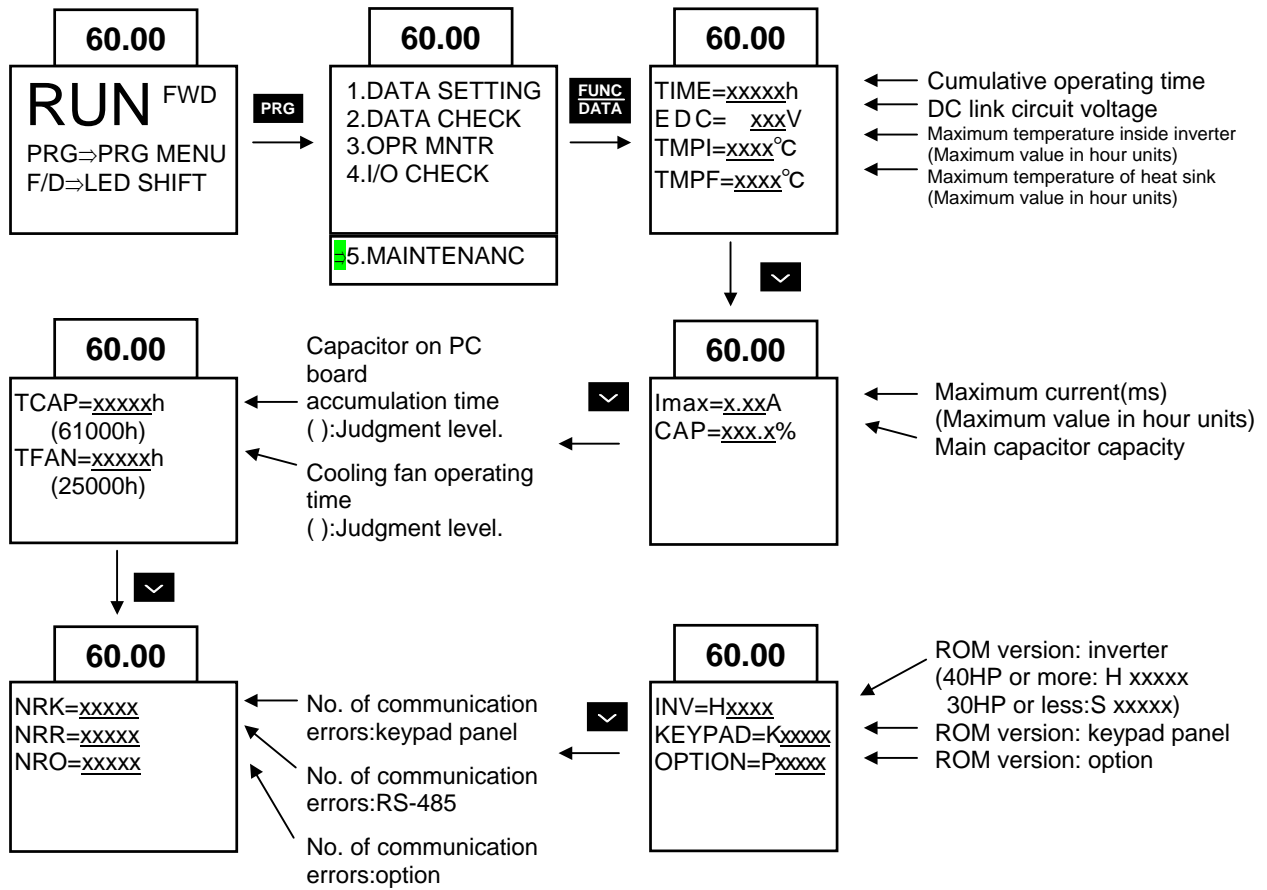 60.00
RUN FWD
PRG⇒PRG MENU
F/D⇒LED SHIFT
PRG
60.00
1.DATA SETTING
2.DATA CHECK
3.OPR MNTR
4.I/O CHECK
⇒5.MAINTENANC
FUNC
DATA
60.00
TIME=xxxxxh
E D C= xxxV
TMPI=xxxx°C
TMPF=xxxx°C
Cumulative operating time
DC link circuit voltage
Maximum temperature inside inverter
(Maximum value in hour units)
Maximum temperature of heat sink
(Maximum value in hour units)
60.00
Imax=x.xxA
CAP=xxx.x%
Maximum current(ms)
(Maximum value in hour units)
Main capacitor capacity
60.00
TCAP=xxxxxh
(61000h)
TFAN=xxxxxh
(25000h)
Capacitor on PC
board
accumulation time
( ):Judgment level.
Cooling fan operating
time
( ):Judgment level.
60.00
NRK=xxxxx
NRR=xxxxx
NRO=xxxxx
No. of communication
errors:keypad panel
No. of communication
errors:RS-485
No. of communication
errors:option
60.00
INV=Hxxxx
KEYPAD=Kxxxxx
OPTION=Pxxxxx
ROM version: inverter
(40HP or more: H xxxxx
30HP or less:S xxxxx)
ROM version: keypad panel
ROM version: option